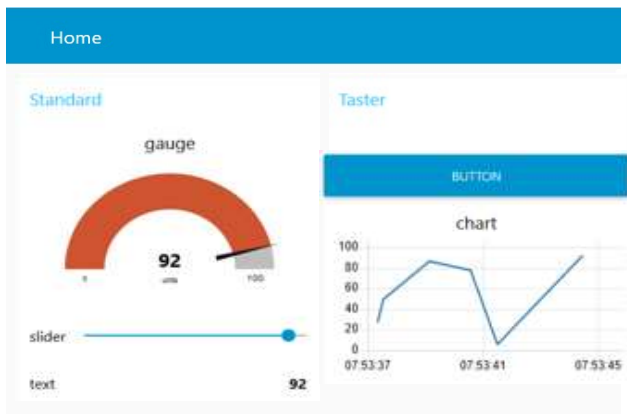 Home
Standard
gauge
92
units
0
100
slider
text 92
Taster
BUTTON
chart
100
80
60
40
20
0
07:53:37 07:53:41 07:53:45